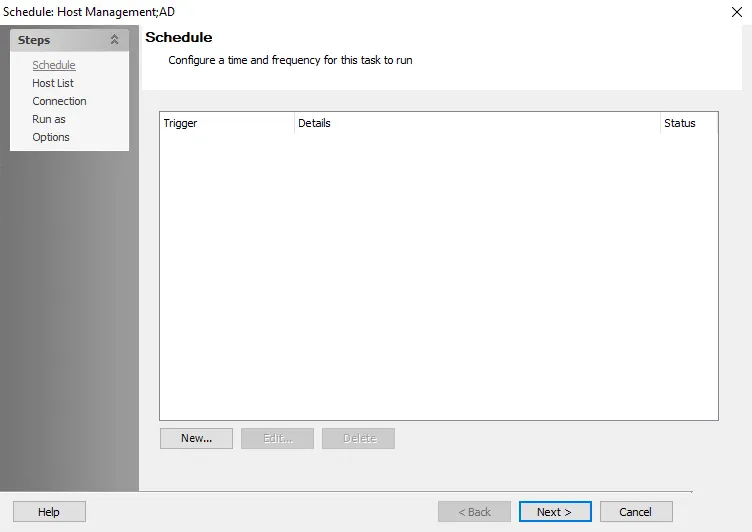 Schedule: Host Management;AD
Steps
Schedule
Host List
Connection
Run as
Options
Schedule
Configure a time and frequency for this task to run
Trigger Details Status
New... Edit... Delete
Help < Back Next > Cancel